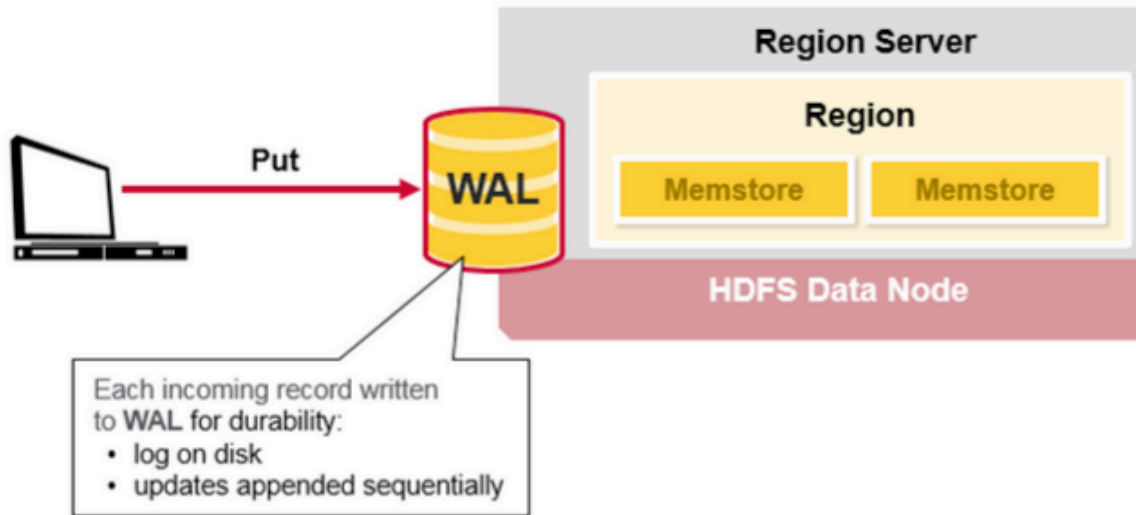 Region Server
Region
Put
WAL
Memstore
Memstore
HDFS Data Node
Each incoming record written
to WAL for durability:
• log on disk
• updates appended sequentially